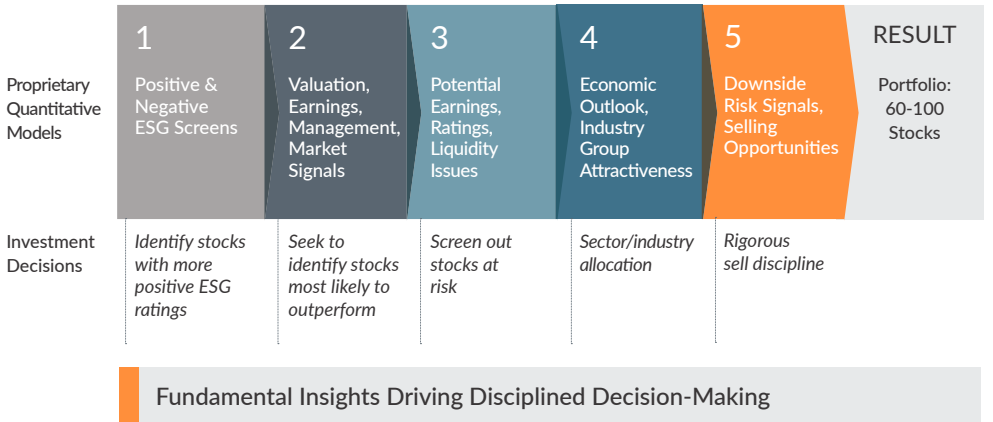 Proprietary
Quantitative
Models
1
Positive &
Negative
ESG Screens
2
Valuation,
Earnings,
Management,
Market
Signals
3
Potential
Earnings,
Ratings,
Liquidity
Issues
4
Economic
Outlook,
Industry
Group
Attractiveness
5
Downside
Risk Signals,
Selling
Opportunities
RESULT
Portfolio:
60-100
Stocks
Investment
Decisions
Identify stocks
with more
positive ESG
ratings
Seek to
identify stocks
most likely to
outperform
Screen out
stocks at
risk
Sector/industry
allocation
Rigorous
sell discipline
Fundamental Insights Driving Disciplined Decision-Making